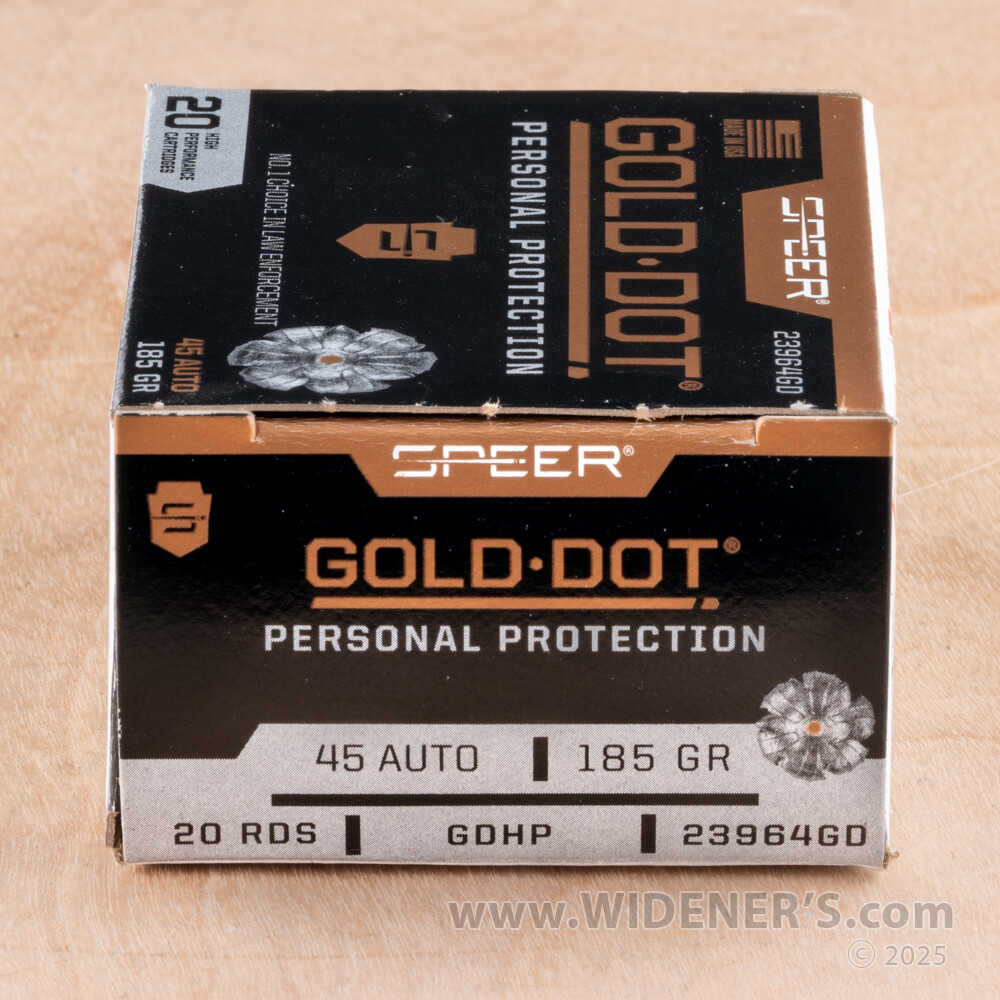 20 HIGH
PERFORMANCE
CARTRIDGES
NO. 1 CHOICE IN LAW ENFORCEMENT
45 AUTO
185 GR
GOLD·DOT®
PERSONAL PROTECTION
MADE IN USA
SPEER®
23964GD
SPEER®
GOLD·DOT®
PERSONAL PROTECTION
45 AUTO | 185 GR
20 RDS | GDHP | 23964GD
www.WIDENER'S.com
© 2025